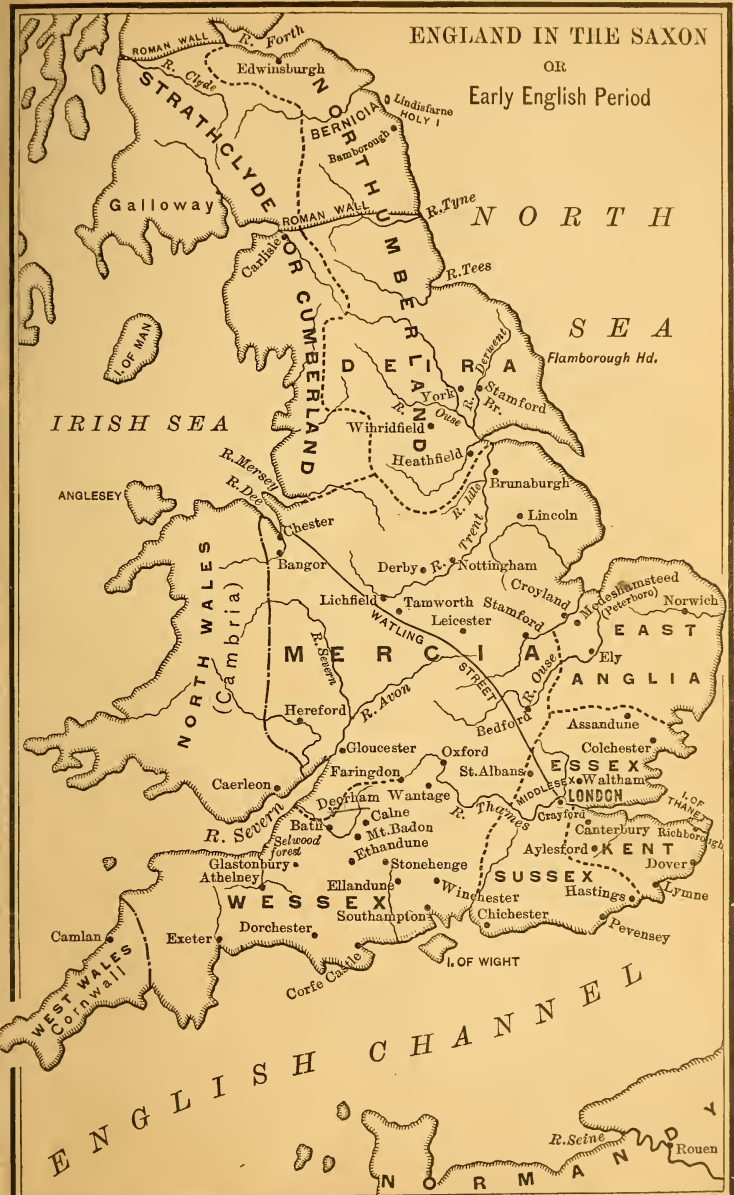 ENGLAND IN THE SAXON
OR
Early English Period
ROMAN WALL
R. Forth
Edwinsburgh
R. Clyde
STRATHCLYDE
OR CUMBERLAND
NORTHUMBERLAND
BERNICIA
Lindisfarne
HOLY I
Bamborough
Galloway
ROMAN WALL
R. Tyne
NORTH
SEA
Carlisle
R. Tees
I. OF MAN
DEIRA
R. Derwent
Flamborough Hd.
York
Stamford
Br.
R. Ouse
Winridfield
IRISH SEA
Heathfield
R. Mersey
R. Dee
Brunaburgh
R. Idle
ANGLESEY
Lincoln
Chester
R. Trent
Bangor
Derby
Nottingham
NORTH WALES
(Cambria)
Croyland
Medeshamsteed
(Peterboro)
Norwich
Lichfield
Tamworth
Stamford
Leicester
WATLING
STREET
EAST
ANGLIA
MERCIA
R. Severn
Ely
R. Ouse
R. Avon
Hereford
Bedford
Assandune
Gloucester
Oxford
Colchester
Faringdon
St. Albans
ESSEX
Waltham
Caerleon
Wantage
MIDDLESEX
LONDON
Deorham
R. Thames
Crayford
I. OF
THANET
R. Severn
Bath
Calne
Mt. Badon
Canterbury
Richborough
Selwood
forest
Ethandune
Aylesford
KENT
Glastonbury
Stonehenge
Dover
Athelney
Ellandune
SUSSEX
WESSEX
Winchester
Hastings
Lymne
Southampton
Chichester
Pevensey
Camlan
Exeter
Dorchester
I. OF WIGHT
Corfe Castle
WEST WALES
Cornwall
ENGLISH CHANNEL
R. Seine
Rouen
NORMANDY